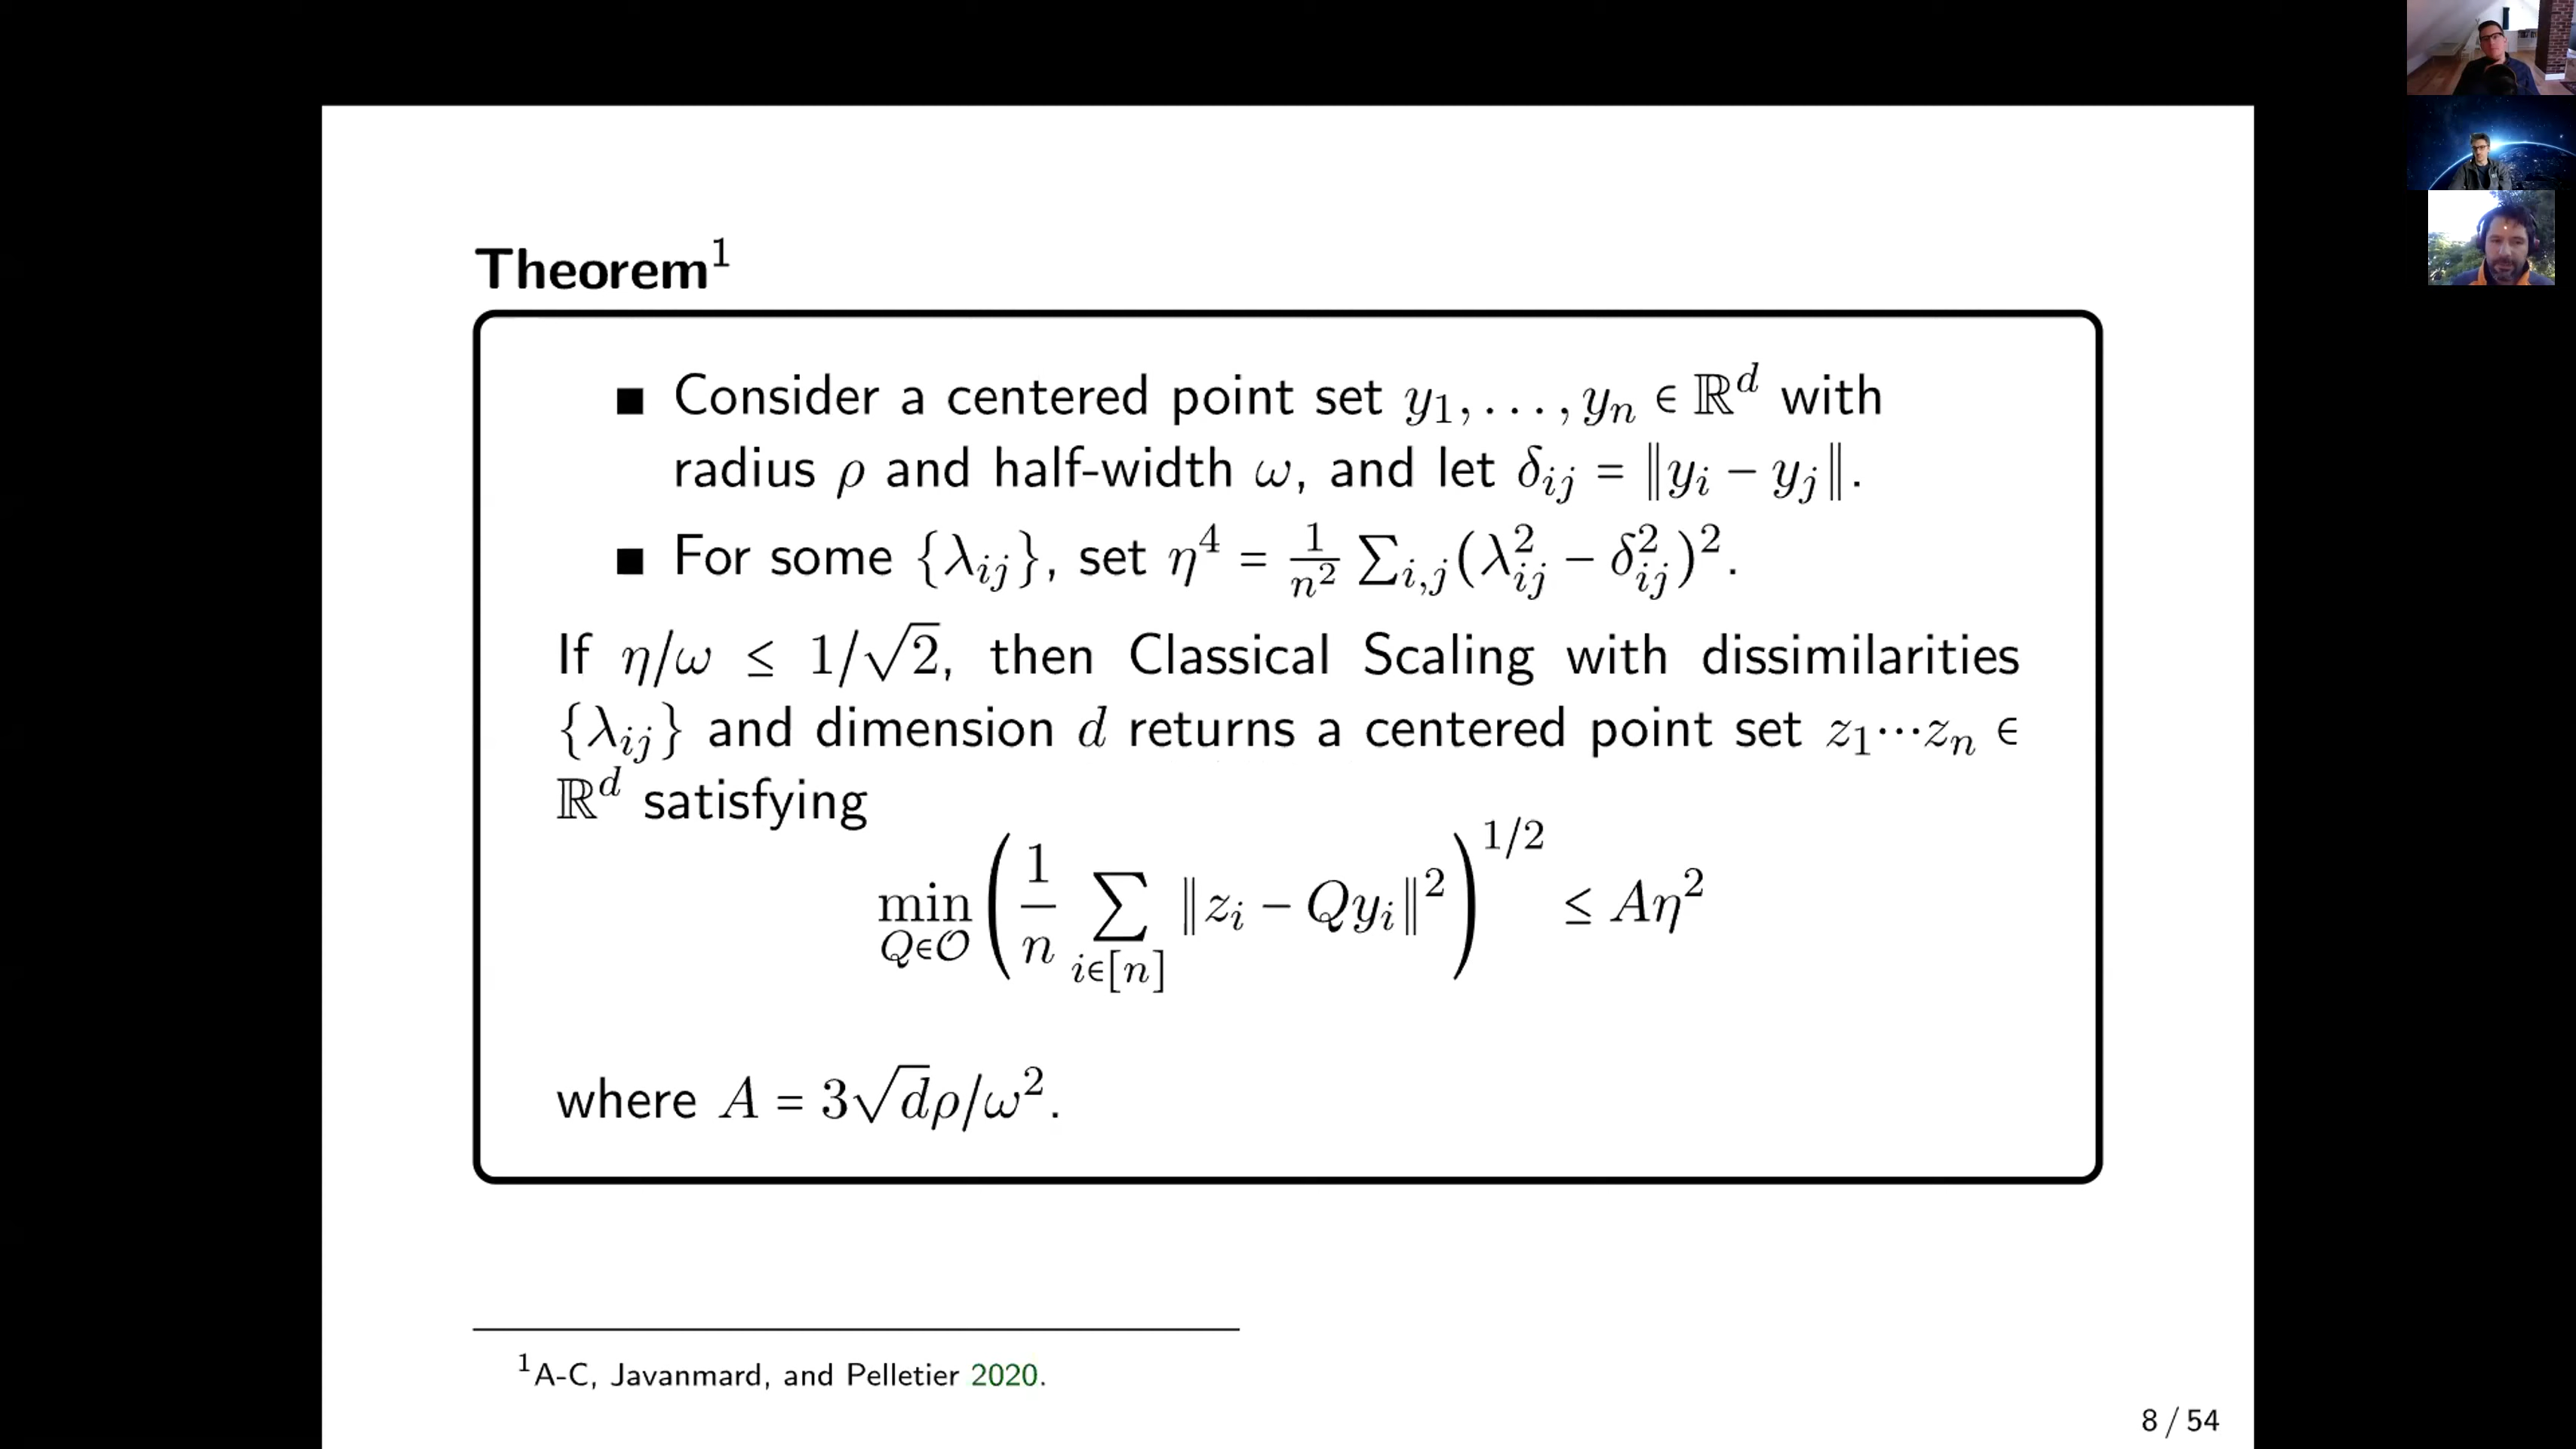 Theorem¹
■ Consider a centered point set y₁, . . . , yₙ ∈ ℝᵈ with
radius ρ and half-width ω, and let δᵢⱼ = ‖yᵢ − yⱼ‖.
■ For some {λᵢⱼ}, set η⁴ = 1/n² ∑ᵢ,ⱼ(λ²ᵢⱼ − δ²ᵢⱼ)².
If η/ω ≤ 1/√2, then Classical Scaling with dissimilarities
{λᵢⱼ} and dimension d returns a centered point set z₁⋯zₙ ∈
ℝᵈ satisfying
min_{Q∈𝒪} (1/n ∑_{i∈[n]} ‖zᵢ − Qyᵢ‖²)^{1/2} ≤ Aη²
where A = 3√dρ/ω².
¹A-C, Javanmard, and Pelletier 2020.
8 / 54